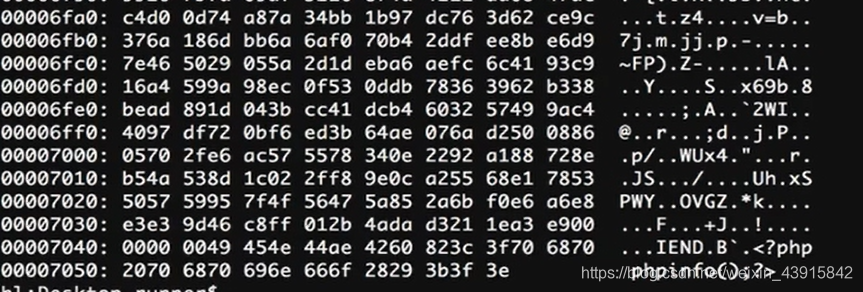 00006fa0: c4d0 0d74 a87a 34bb 1b97 dc76 3d62 ce9c ...t.z4....v=b..
00006fb0: 376a 186d bb6a 6af0 70b4 2ddf ee8b e6d9 7j.m.jj.p.-.....
00006fc0: 7e46 5029 055a 2d1d eba6 aefc 6c41 93c9 ~FP).Z-.....lA..
00006fd0: 16a4 599a 98ec 0f53 0ddb 7836 3962 b338 ..Y....S..x69b.8
00006fe0: bead 891d 043b cc41 dcb4 6032 5749 9ac4 .....;.A..`2WI..
00006ff0: 4097 df72 0bf6 ed3b 64ae 076a d250 0886 @..r...;d..j.P..
00007000: 0570 2fe6 ac57 5578 340e 2292 a188 728e .p/..WUx4."...r.
00007010: b54a 538d 1c02 2ff8 9e0c a255 68e1 7853 .JS.../....Uh.xS
00007020: 5057 5995 7f4f 5647 5a85 2a6b f0e6 a6e8 PWY..OVGZ.*k....
00007030: e3e3 9d46 c8ff 012b 4ada d321 1ea3 e900 ...F...+J..!....
00007040: 0000 0049 454e 44ae 4260 823c 3f70 6870 ...IEND.B`.<?php
00007050: 2070 6870 696e 666f 2829 3b3f 3e phpinfo();?>
https://blog.csdn.net/weixin_43915842